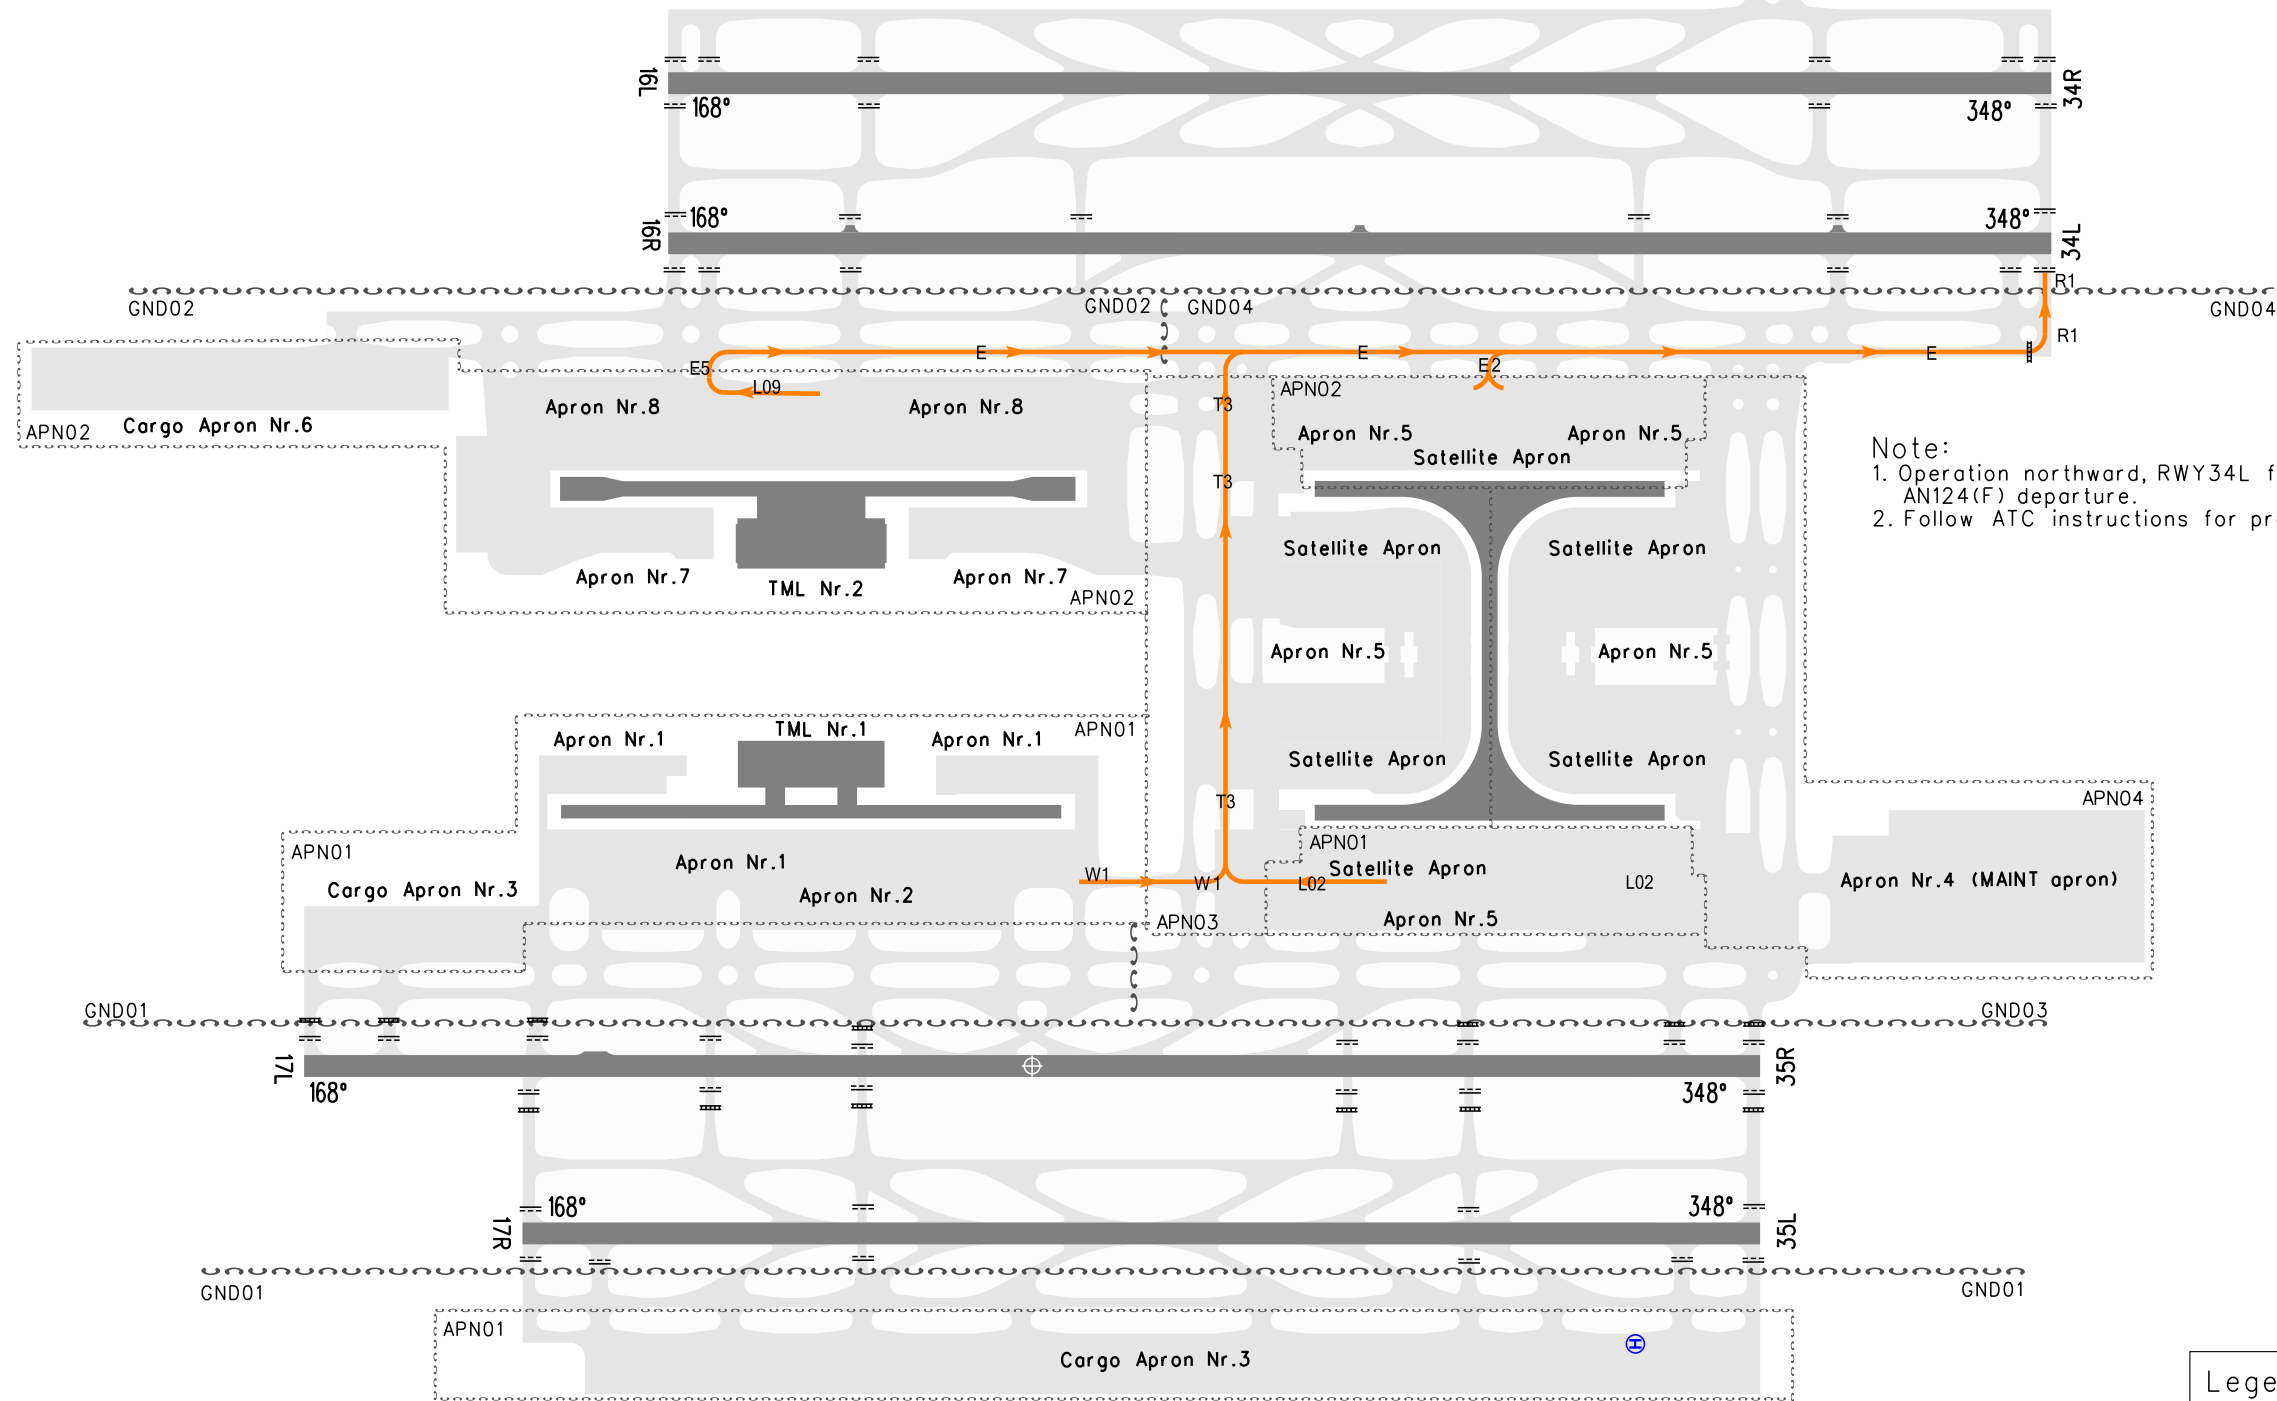 16L
168°
348°
34R
16R
168°
348°
34L
GND02
GND02
GND04
R1
GND04
R1
E5
E
E
E2
E
L09
Apron Nr.8
Apron Nr.8
T3
APN02
APN02
Cargo Apron Nr.6
Apron Nr.5
Apron Nr.5
Satellite Apron
Note:
1. Operation northward, RWY34L f
AN124(F) departure.
2. Follow ATC instructions for pr
T3
Satellite Apron
Satellite Apron
Apron Nr.7
TML Nr.2
Apron Nr.7
APN02
Apron Nr.5
Apron Nr.5
TML Nr.1
APN01
Apron Nr.1
Apron Nr.1
Satellite Apron
Satellite Apron
T3
APN04
APN01
APN01
Apron Nr.1
Satellite Apron
W1
W1
L02
L02
Apron Nr.4 (MAINT apron)
Cargo Apron Nr.3
Apron Nr.2
APN03
Apron Nr.5
GND01
GND03
17L
168°
348°
35R
17R
168°
348°
35L
GND01
GND01
APN01
H
Cargo Apron Nr.3
Lege